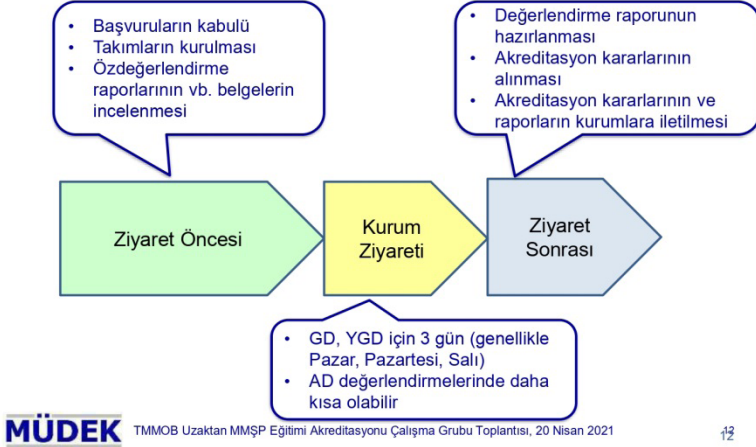 • Başvuruların kabulü
• Takımların kurulması
• Özdeğerlendirme
raporlarının vb. belgelerin
incelenmesi
• Değerlendirme raporunun
hazırlanması
• Akreditasyon kararlarının
alınması
• Akreditasyon kararlarının ve
raporların kurumlara iletilmesi
Ziyaret Öncesi
Kurum
Ziyareti
Ziyaret
Sonrası
• GD, YGD için 3 gün (genellikle
Pazar, Pazartesi, Salı)
• AD değerlendirmelerinde daha
kısa olabilir
MÜDEK TMMOB Uzaktan MMŞP Eğitimi Akreditasyonu Çalışma Grubu Toplantısı, 20 Nisan 2021